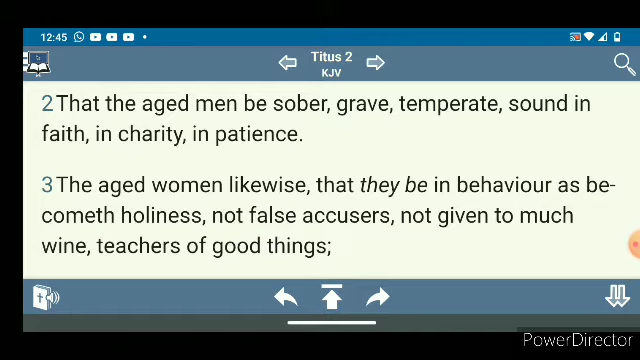 12:45
Titus 2
KJV
2 That the aged men be sober, grave, temperate, sound in
faith, in charity, in patience.
3 The aged women likewise, that they be in behaviour as be-
cometh holiness, not false accusers, not given to much
wine, teachers of good things;
PowerDirector